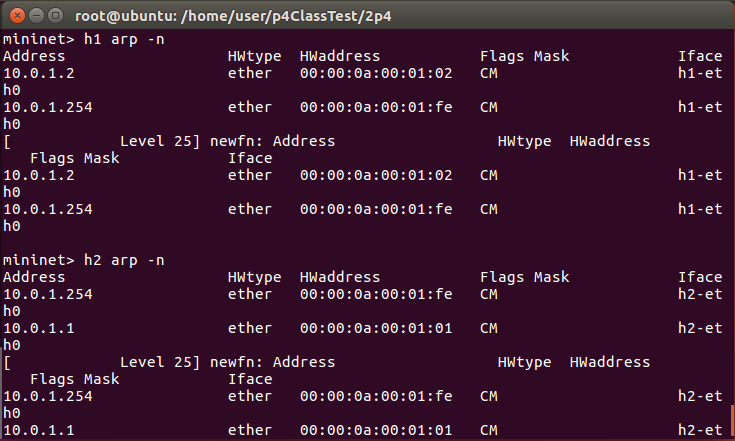 root@ubuntu: /home/user/p4ClassTest/2p4
mininet> h1 arp -n
Address                  HWtype  HWaddress           Flags Mask            Iface
10.0.1.2                 ether   00:00:0a:00:01:02   CM                    h1-et
h0
10.0.1.254               ether   00:00:0a:00:01:fe   CM                    h1-et
h0
[            Level 25] newfn: Address                  HWtype  HWaddress
   Flags Mask            Iface
10.0.1.2                 ether   00:00:0a:00:01:02   CM                    h1-et
h0
10.0.1.254               ether   00:00:0a:00:01:fe   CM                    h1-et
h0
mininet> h2 arp -n
Address                  HWtype  HWaddress           Flags Mask            Iface
10.0.1.254               ether   00:00:0a:00:01:fe   CM                    h2-et
h0
10.0.1.1                 ether   00:00:0a:00:01:01   CM                    h2-et
h0
[            Level 25] newfn: Address                  HWtype  HWaddress
   Flags Mask            Iface
10.0.1.254               ether   00:00:0a:00:01:fe   CM                    h2-et
h0
10.0.1.1                 ether   00:00:0a:00:01:01   CM                    h2-et